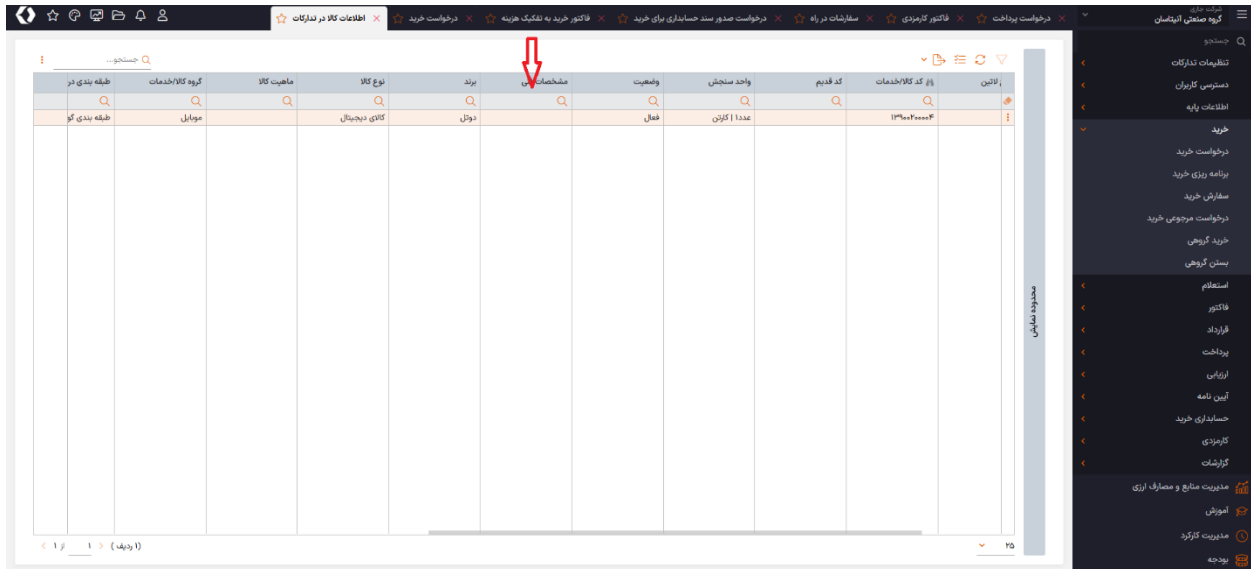 شرکت جاری
گروه صنعتی آنیتاسان
درخواست پرداخت
فاکتور کارمزدی
سفارشات در راه
درخواست صدور سند حسابداری برای خرید
فاکتور خرید به تفکیک هزینه
درخواست خرید
اطلاعات کالا در تدارکات
جستجو
تنظیمات تدارکات
دسترسی کاربران
اطلاعات پایه
خرید
درخواست خرید
برنامه ریزی خرید
سفارش خرید
درخواست مرجوعی خرید
خرید گروهی
بستن گروهی
استعلام
فاکتور
قرارداد
پرداخت
ارزیابی
آیین نامه
حسابداری خرید
کارمزدی
گزارشات
مدیریت منابع و مصارف ارزی
آموزش
مدیریت کارکرد
بودجه
جستجو...
محدوده نمایش
لاتین کد کالا/خدمات کد قدیم واحد سنجش وضعیت مشخصات برند نوع کالا ماهیت کالا گروه کالا/خدمات طبقه بندی در
۱۳۹۰۰۲۰۰۰۰۴ عدد۱ | کارتن فعال دوتل کالای دیجیتال موبایل طبقه بندی گو
۲۵ (۱ ردیف) ۱ از ۱